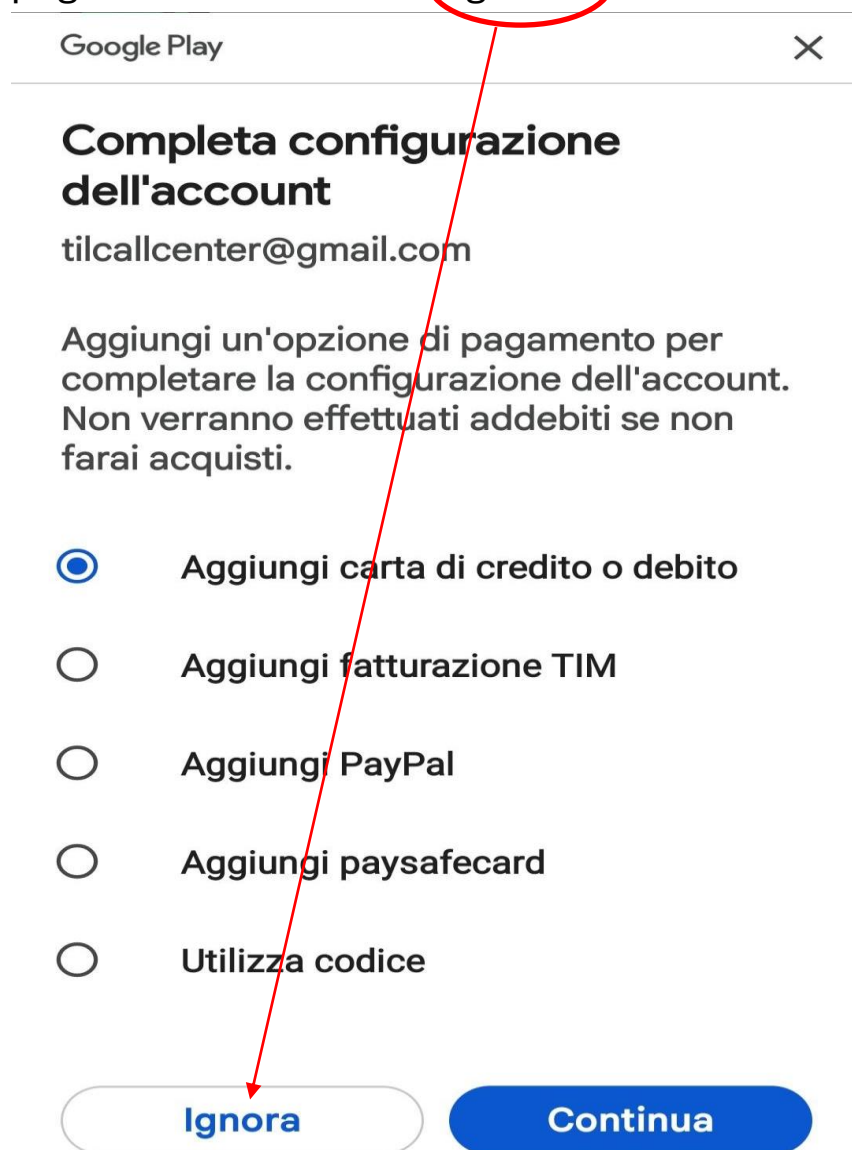 Google Play
Completa configurazione
dell'account
tilcallcenter@gmail.com
Aggiungi un'opzione di pagamento per
completare la configurazione dell'account.
Non verranno effettuati addebiti se non
farai acquisti.
Aggiungi carta di credito o debito
Aggiungi fatturazione TIM
Aggiungi PayPal
Aggiungi paysafecard
Utilizza codice
Ignora
Continua